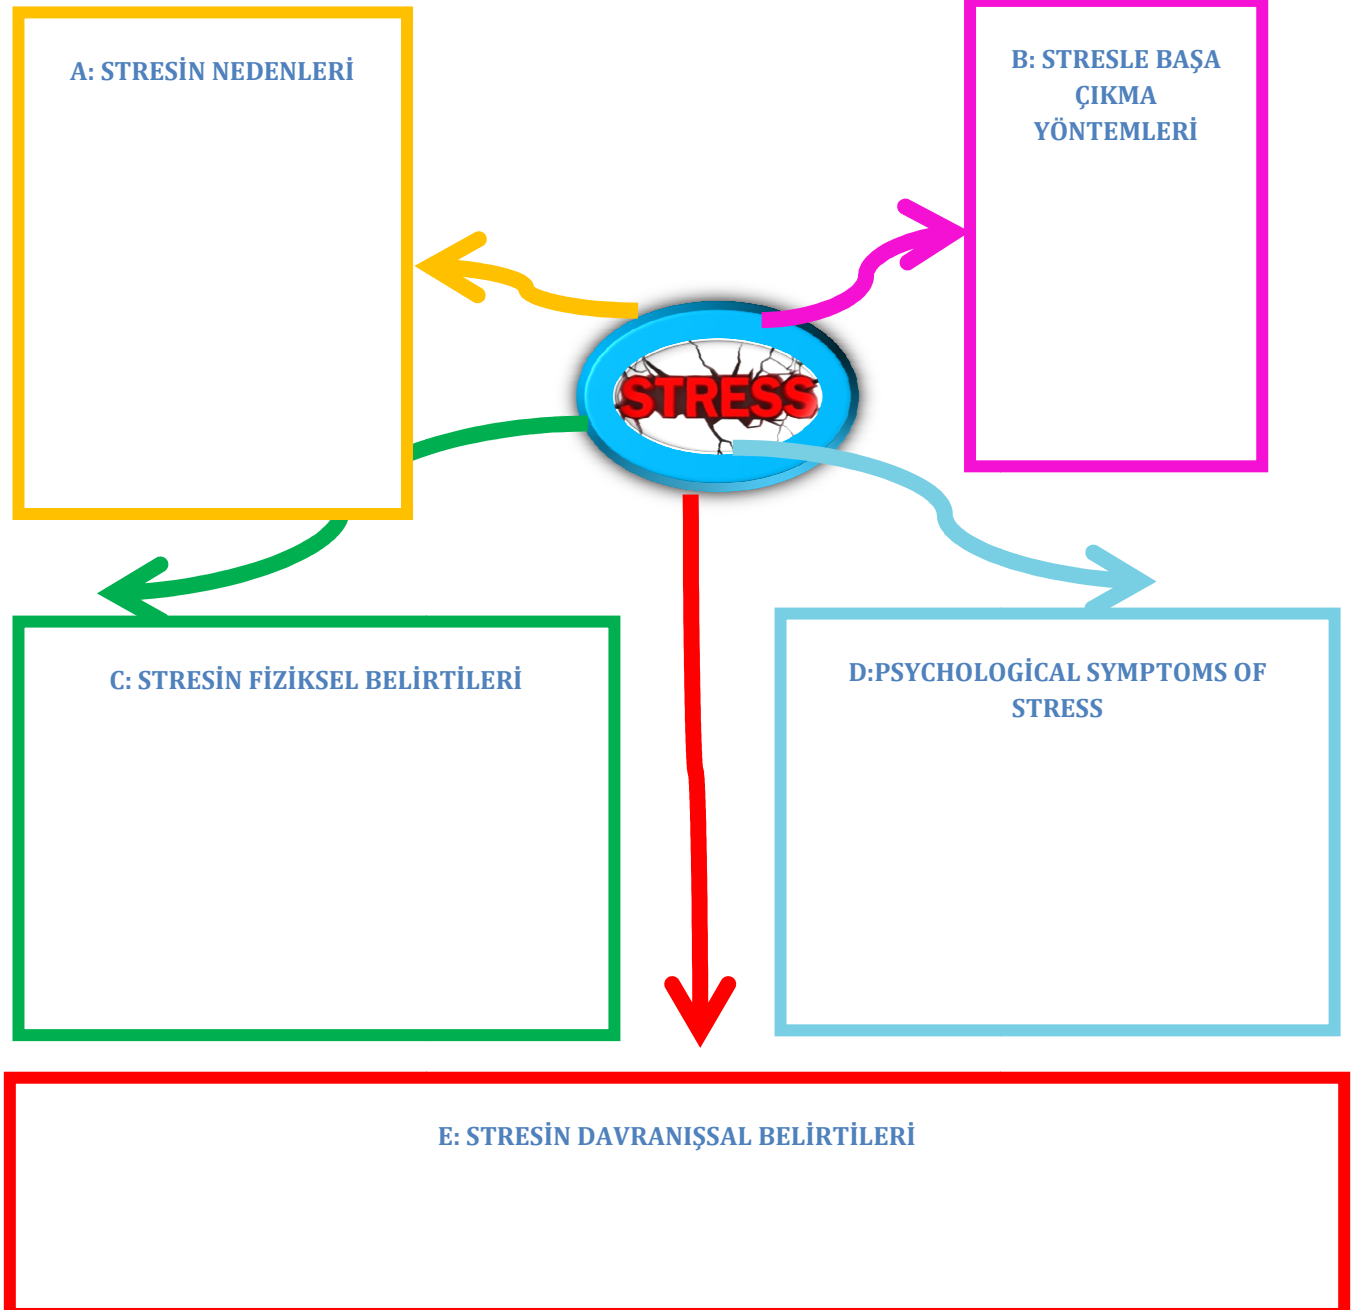 A: STRESİN NEDENLERİ
B: STRESLE BAŞA
ÇIKMA
YÖNTEMLERİ
STRESS
C: STRESİN FİZİKSEL BELİRTİLERİ
D:PSYCHOLOGİCAL SYMPTOMS OF
STRESS
E: STRESİN DAVRANIŞSAL BELİRTİLERİ